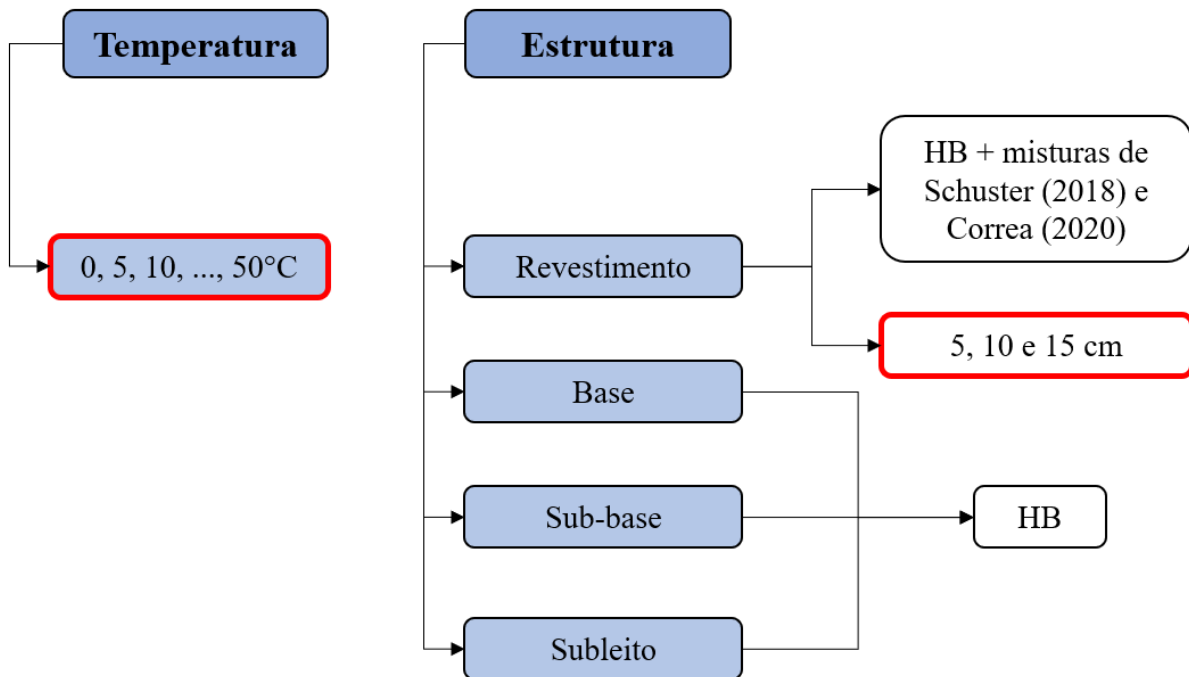 Temperatura
Estrutura
0, 5, 10, ..., 50°C
HB + misturas de
Schuster (2018) e
Correa (2020)
Revestimento
5, 10 e 15 cm
Base
Sub-base
HB
Subleito